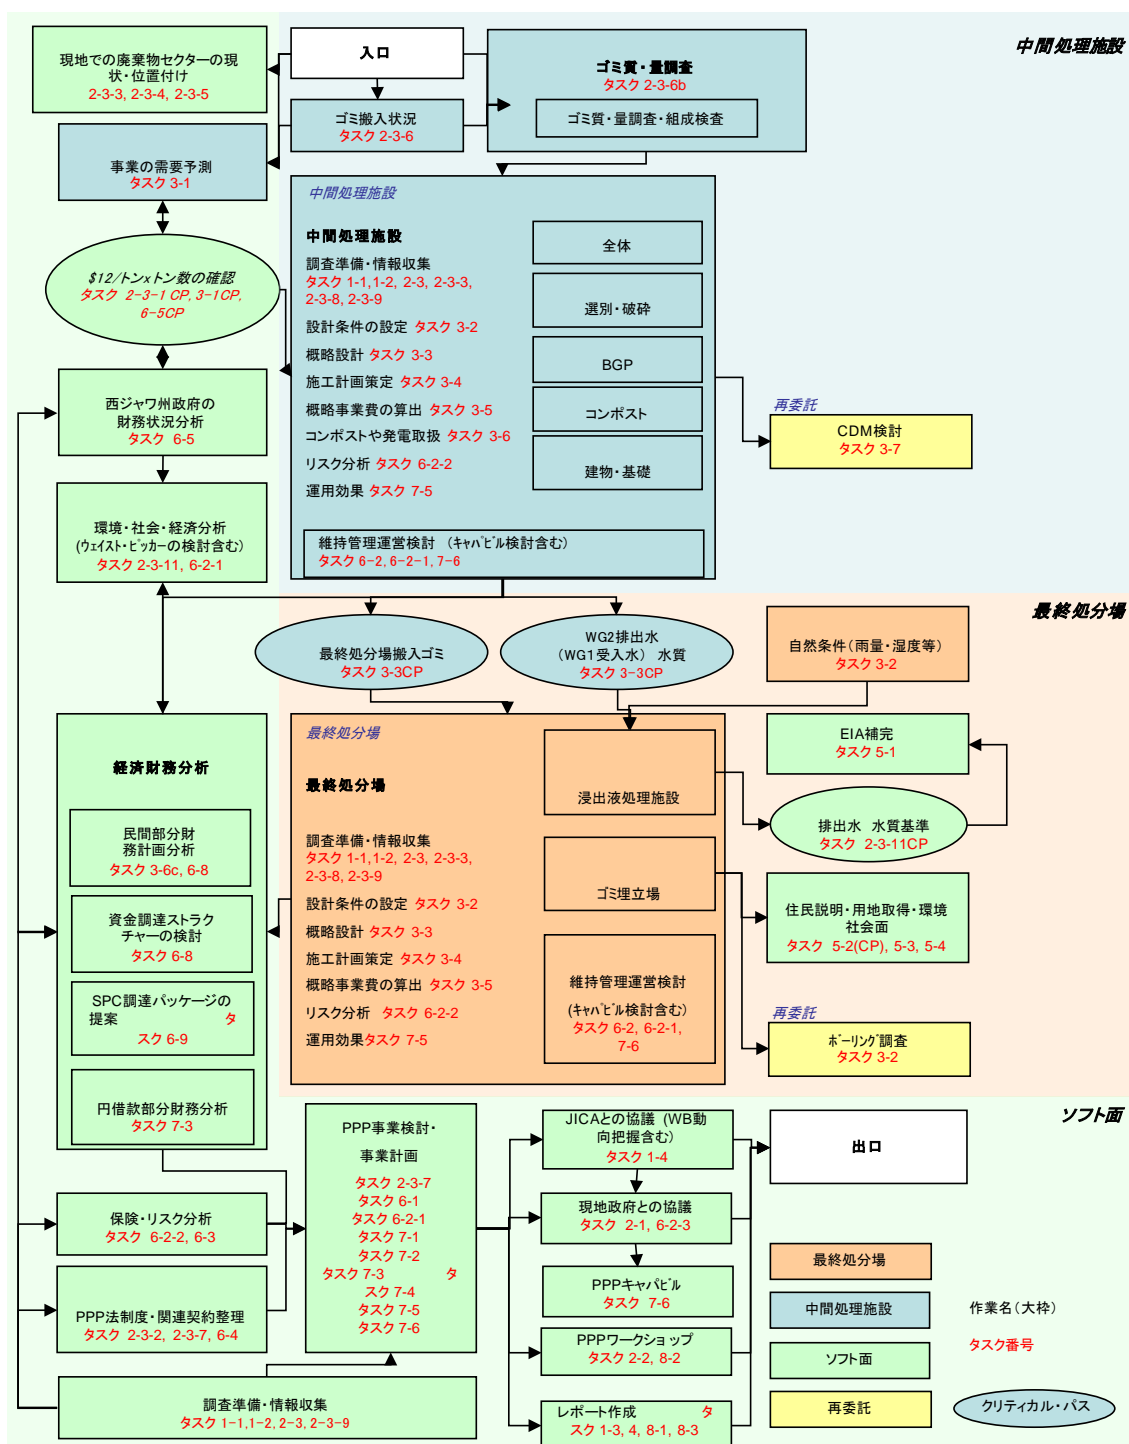 中間処理施設
現地での廃棄物セクターの現
状・位置付け
2-3-3, 2-3-4, 2-3-5
入口
ゴミ質・量調査
タスク 2-3-6b
ゴミ質・量調査・組成検査
ゴミ搬入状況
タスク 2-3-6
事業の需要予測
タスク 3-1
$12/トンxトン数の確認
タスク 2-3-1 CP, 3-1CP,
6-5CP
西ジャワ州政府の
財務状況分析
タスク 6-5
環境・社会・経済分析
(ウェイスト・ピッカーの検討含む)
タスク 2-3-11, 6-2-1
中間処理施設
中間処理施設
調査準備・情報収集
タスク 1-1,1-2, 2-3, 2-3-3,
2-3-8, 2-3-9
設計条件の設定 タスク 3-2
概略設計 タスク 3-3
施工計画策定 タスク 3-4
概略事業費の算出 タスク 3-5
コンポストや発電取扱 タスク 3-6
リスク分析 タスク 6-2-2
運用効果 タスク 7-5
全体
選別・破砕
BGP
コンポスト
建物・基礎
維持管理運営検討 (キャパビル検討含む)
タスク 6-2, 6-2-1, 7-6
再委託
CDM検討
タスク 3-7
最終処分場
最終処分場搬入ゴミ
タスク 3-3CP
WG2排出水
(WG1受入水) 水質
タスク 3-3CP
自然条件(雨量・湿度等)
タスク 3-2
最終処分場
最終処分場
調査準備・情報収集
タスク 1-1,1-2, 2-3, 2-3-3,
2-3-8, 2-3-9
設計条件の設定 タスク 3-2
概略設計 タスク 3-3
施工計画策定 タスク 3-4
概略事業費の算出 タスク 3-5
リスク分析 タスク 6-2-2
運用効果タスク 7-5
浸出液処理施設
ゴミ埋立場
維持管理運営検討
(キャパビル検討含む)
タスク 6-2, 6-2-1,
7-6
EIA補完
タスク 5-1
排出水 水質基準
タスク 2-3-11CP
住民説明・用地取得・環境
社会面
タスク 5-2(CP), 5-3, 5-4
再委託
ボーリング調査
タスク 3-2
経済財務分析
民間部分財
務計画分析
タスク 3-6c, 6-8
資金調達ストラク
チャーの検討
タスク 6-8
SPC調達パッケージの
提案 タ
スク 6-9
円借款部分財務分析
タスク 7-3
ソフト面
保険・リスク分析
タスク 6-2-2, 6-3
PPP法制度・関連契約整理
タスク 2-3-2, 2-3-7, 6-4
調査準備・情報収集
タスク 1-1,1-2, 2-3, 2-3-9
PPP事業検討・
事業計画
タスク 2-3-7
タスク 6-1
タスク 6-2-1
タスク 7-1
タスク 7-2
タスク 7-3 タ
スク 7-4
タスク 7-5
タスク 7-6
JICAとの協議 (WB動
向把握含む)
タスク 1-4
現地政府との協議
タスク 2-1, 6-2-3
PPPキャパビル
タスク 7-6
PPPワークショップ
タスク 2-2, 8-2
レポート作成 タ
スク 1-3, 4, 8-1, 8-3
出口
最終処分場
中間処理施設
ソフト面
再委託
作業名(大枠)
タスク番号
クリティカル・パス